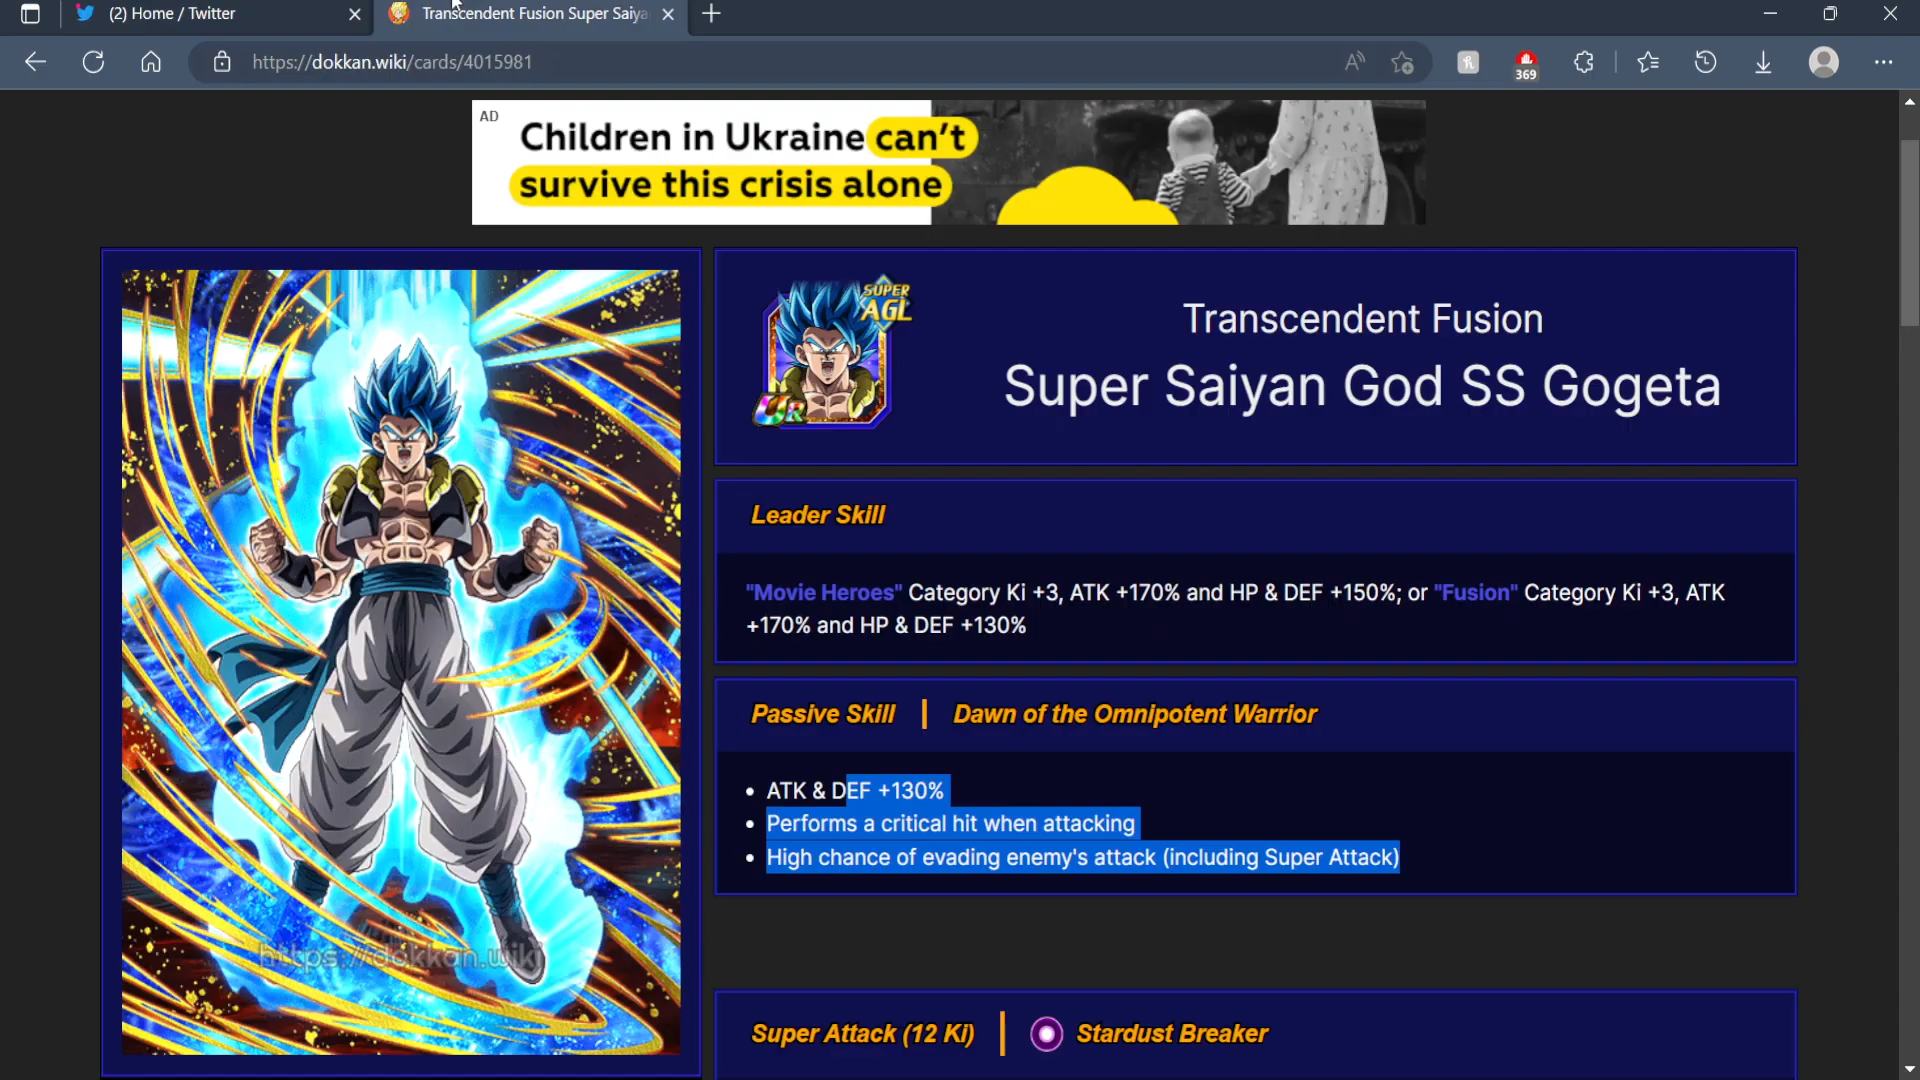 (2) Home / Twitter
Transcendent Fusion Super Saiya
https://dokkan.wiki/cards/4015981
369
AD
Children in Ukraine can't
survive this crisis alone
SUPER
AGL
UR
Transcendent Fusion
Super Saiyan God SS Gogeta
Leader Skill
"Movie Heroes" Category Ki +3, ATK +170% and HP & DEF +150%; or "Fusion" Category Ki +3, ATK
+170% and HP & DEF +130%
Passive Skill | Dawn of the Omnipotent Warrior
• ATK & DEF +130%
• Performs a critical hit when attacking
• High chance of evading enemy's attack (including Super Attack)
https://dokkan.wiki
Super Attack (12 Ki) | Stardust Breaker